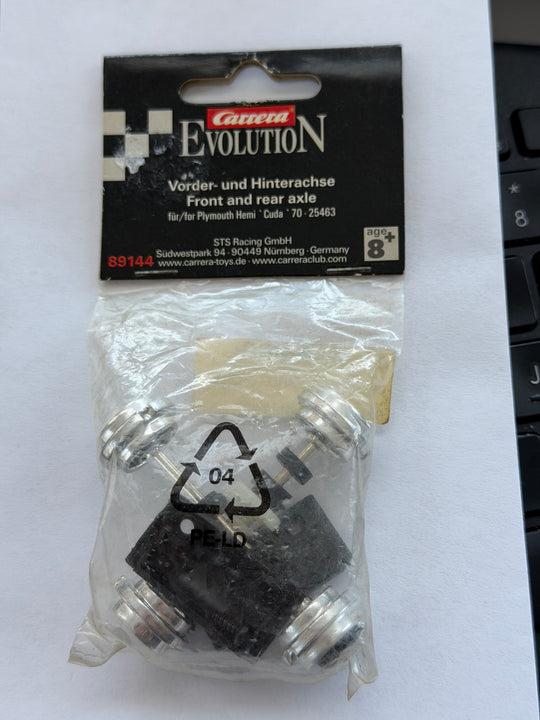 Carrera
EVOLUTION
Vorder- und Hinterachse
Front and rear axle
für/for Plymouth Hemi `Cuda `70 · 25463
STS Racing GmbH
Südwestpark 94 · 90449 Nürnberg · Germany
89144 www.carrera-toys.de · www.carreraclub.com
age
8+
04
PE-LD
*
8
J